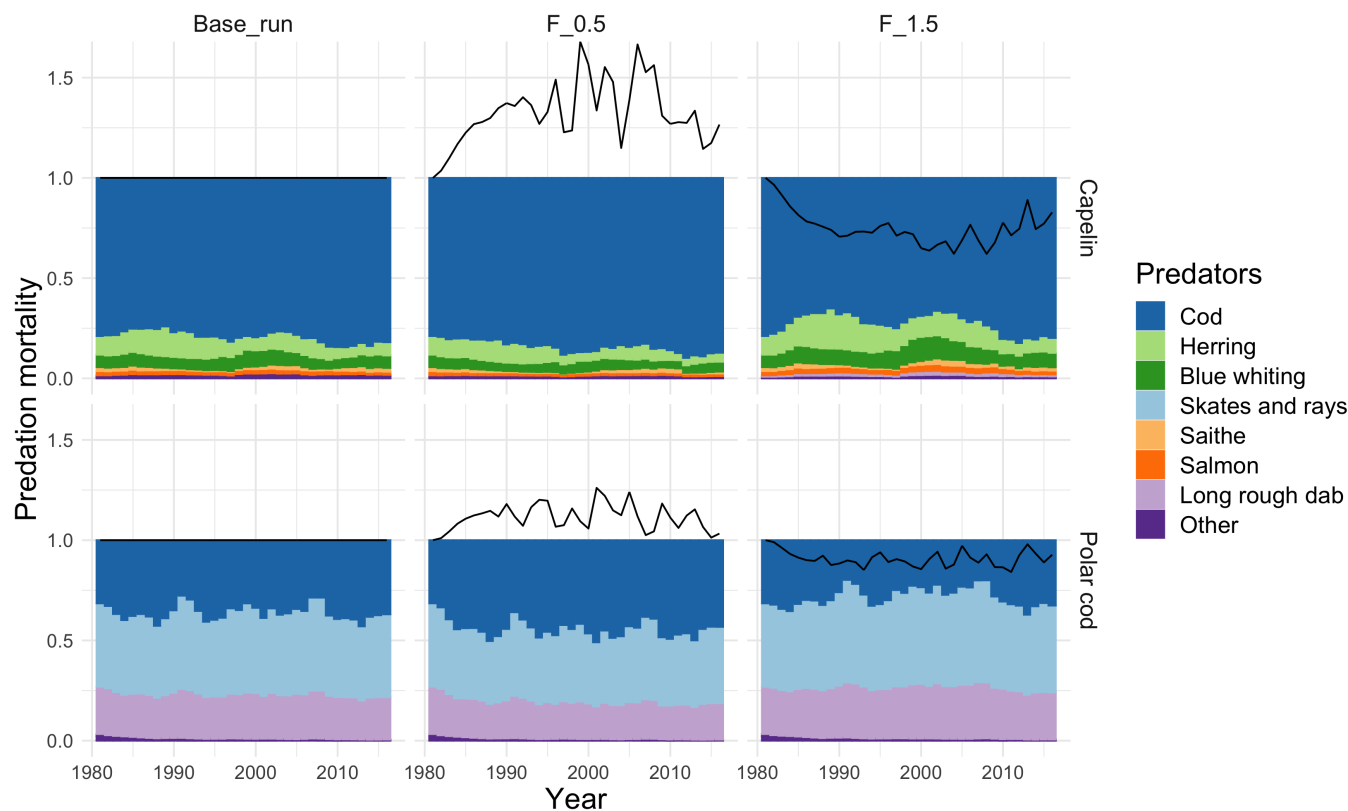 Base_run
F_0.5
F_1.5
Predation mortality
1.5
1.0
0.5
0.0
Capelin
1.5
1.0
0.5
0.0
Polar cod
1980
1990
2000
2010
1980
1990
2000
2010
1980
1990
2000
2010
Year
Predators
Cod
Herring
Blue whiting
Skates and rays
Saithe
Salmon
Long rough dab
Other